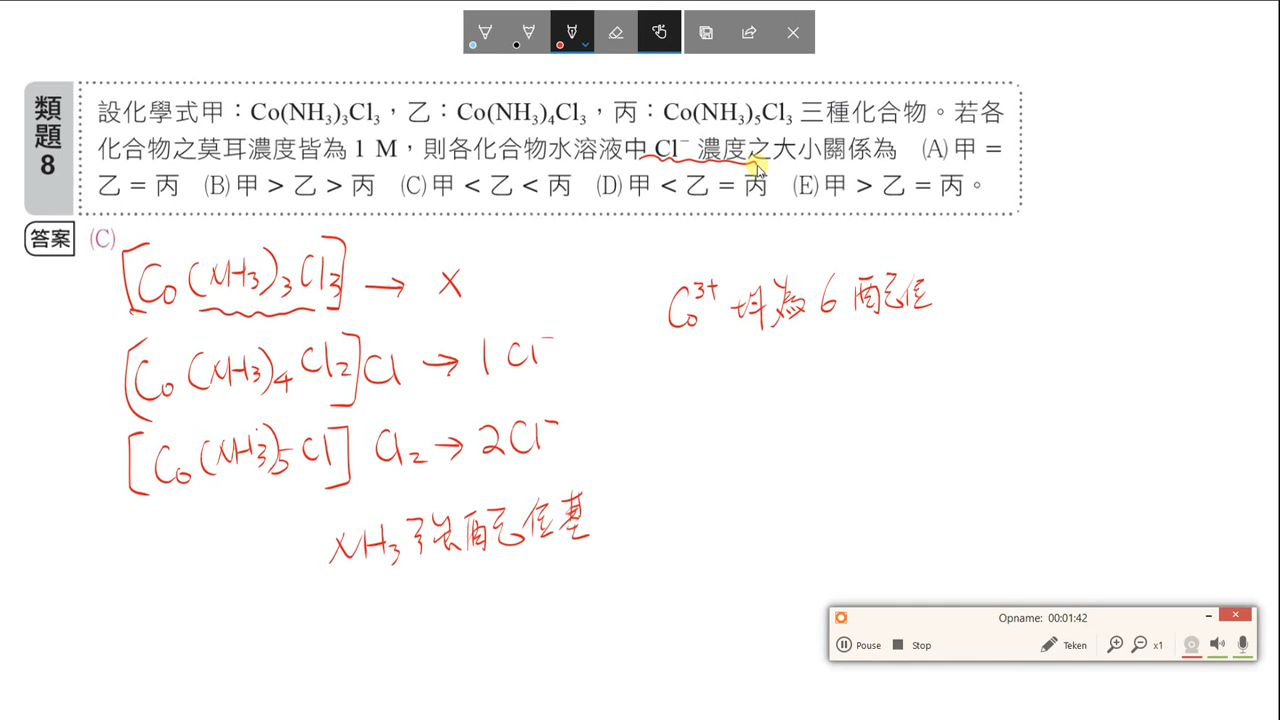 類題8
設化學式甲：Co(NH₃)₃Cl₃，乙：Co(NH₃)₄Cl₃，丙：Co(NH₃)₅Cl₃ 三種化合物。若各
化合物之莫耳濃度皆為 1 M，則各化合物水溶液中 Cl⁻ 濃度之大小關係為 (A) 甲 =
乙 = 丙 (B) 甲 > 乙 > 丙 (C) 甲 < 乙 < 丙 (D) 甲 < 乙 = 丙 (E) 甲 > 乙 = 丙。
答案 (C)
[Co(NH₃)₃Cl₃] → X
Co³⁺ 均為 6 配位
[Co(NH₃)₄Cl₂]Cl → 1Cl⁻
[Co(NH₃)₅Cl]Cl₂ → 2Cl⁻
NH₃ 強配位基
Opname: 00:01:42
Pause Stop Teken x1